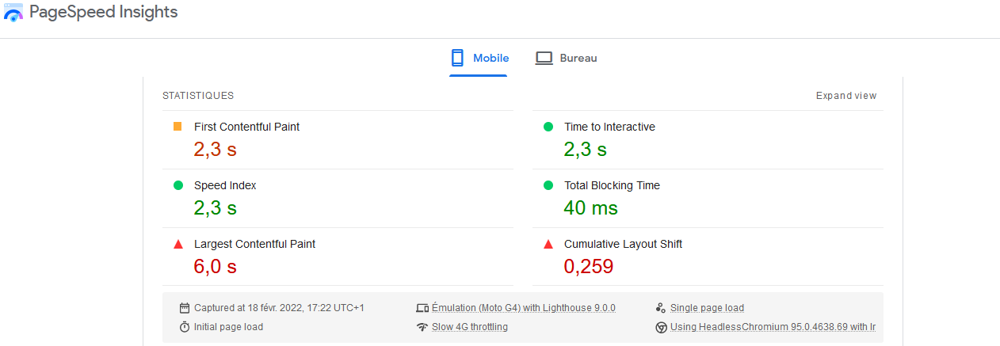 PageSpeed Insights
Mobile Bureau
STATISTIQUES Expand view
First Contentful Paint Time to Interactive
2,3 s 2,3 s
Speed Index Total Blocking Time
2,3 s 40 ms
Largest Contentful Paint Cumulative Layout Shift
6,0 s 0,259
Captured at 18 févr. 2022, 17:22 UTC+1 Émulation (Moto G4) with Lighthouse 9.0.0 Single page load
Initial page load Slow 4G throttling Using HeadlessChromium 95.0.4638.69 with lr